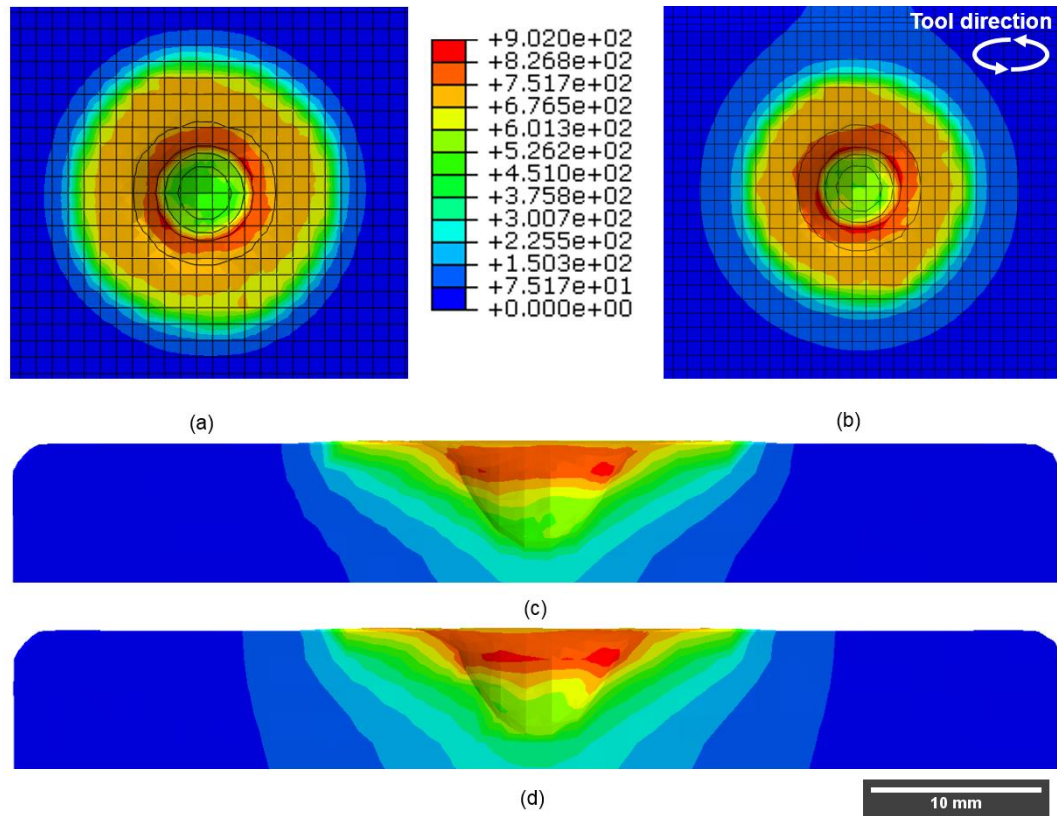 Tool direction
+9.020e+02
+8.268e+02
+7.517e+02
+6.765e+02
+6.013e+02
+5.262e+02
+4.510e+02
+3.758e+02
+3.007e+02
+2.255e+02
+1.503e+02
+7.517e+01
+0.000e+00
(a)
(b)
(c)
(d)
10 mm